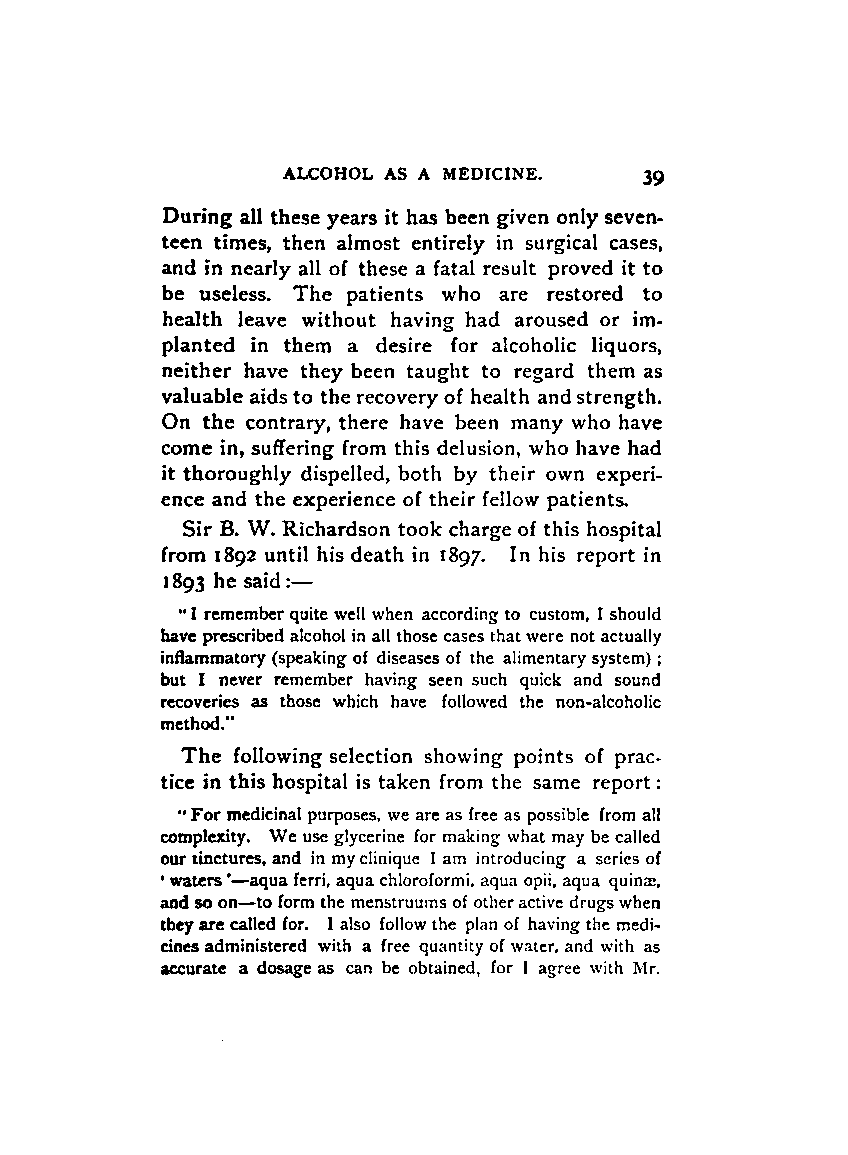 ALCOHOL AS A MEDICINE. 39
During all these years it has been given only seven-
teen times, then almost entirely in surgical cases,
and in nearly all of these a fatal result proved it to
be useless. The patients who are restored to
health leave without having had aroused or im-
planted in them a desire for alcoholic liquors,
neither have they been taught to regard them as
valuable aids to the recovery of health and strength.
On the contrary, there have been many who have
come in, suffering from this delusion, who have had
it thoroughly dispelled, both by their own experi-
ence and the experience of their fellow patients.
Sir B. W. Richardson took charge of this hospital
from 1892 until his death in 1897. In his report in
1893 he said :—
"I remember quite well when according to custom, I should
have prescribed alcohol in all those cases that were not actually
inflammatory (speaking of diseases of the alimentary system) ;
but I never remember having seen such quick and sound
recoveries as those which have followed the non-alcoholic
method."
The following selection showing points of prac-
tice in this hospital is taken from the same report :
"For medicinal purposes, we are as free as possible from all
complexity. We use glycerine for making what may be called
our tinctures, and in my clinique I am introducing a series of
'waters'—aqua ferri, aqua chloroformi, aqua opii, aqua quinæ,
and so on—to form the menstruums of other active drugs when
they are called for. I also follow the plan of having the medi-
cines administered with a free quantity of water, and with as
accurate a dosage as can be obtained, for I agree with Mr.